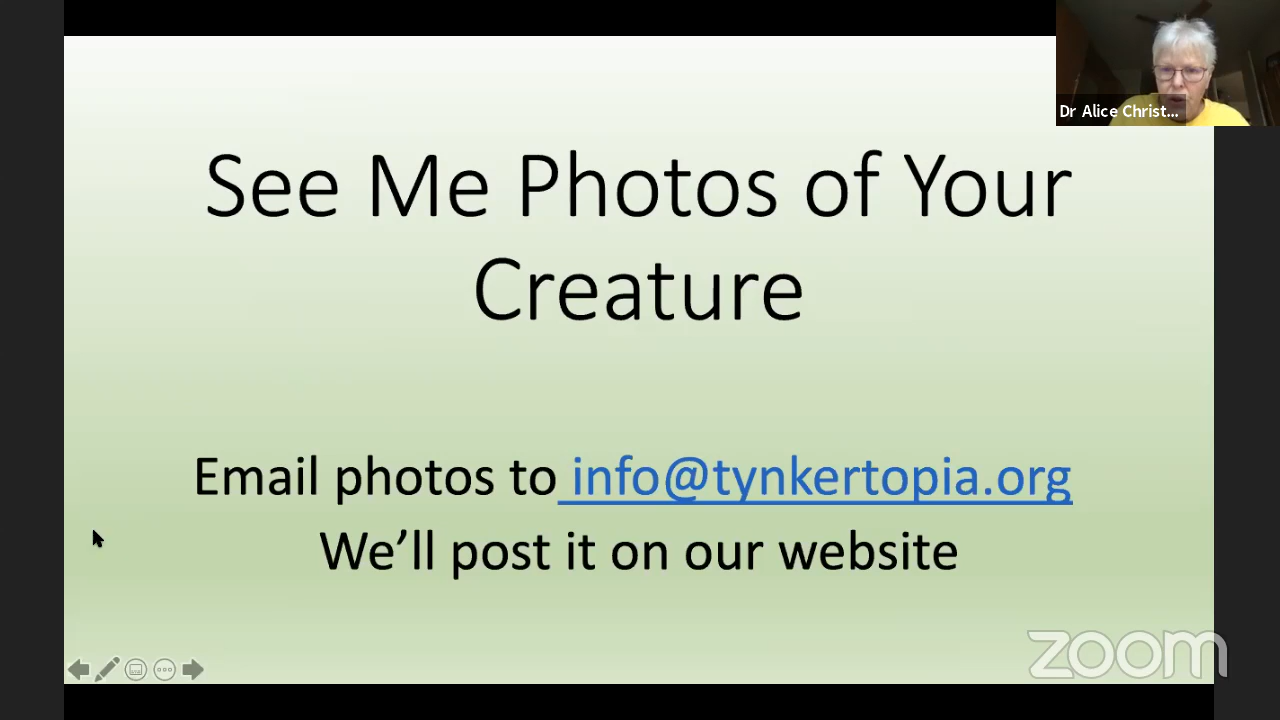 Dr Alice Christ...
See Me Photos of Your
Creature
Email photos to info@tynkertopia.org
We’ll post it on our website
zoom